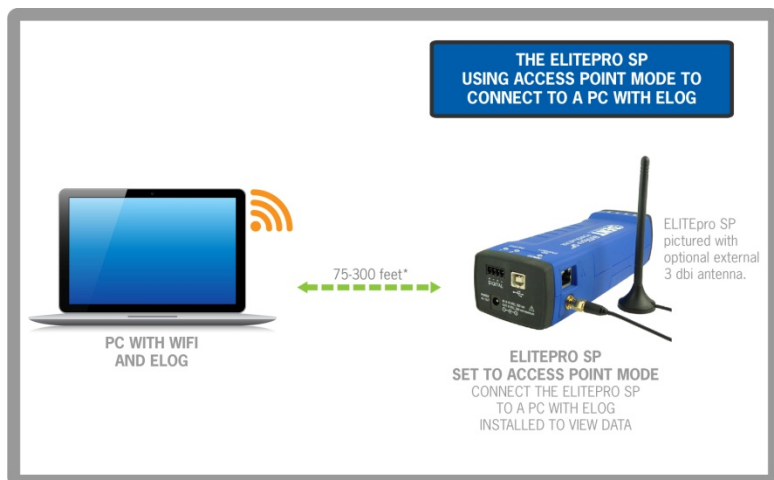 THE ELITEPRO SP
USING ACCESS POINT MODE TO
CONNECT TO A PC WITH ELOG
75-300 feet*
ELITEpro SP
pictured with
optional external
3 dbi antenna.
DENT
DIGITAL
PC WITH WIFI
AND ELOG
ELITEPRO SP
SET TO ACCESS POINT MODE
CONNECT THE ELITEPRO SP
TO A PC WITH ELOG
INSTALLED TO VIEW DATA